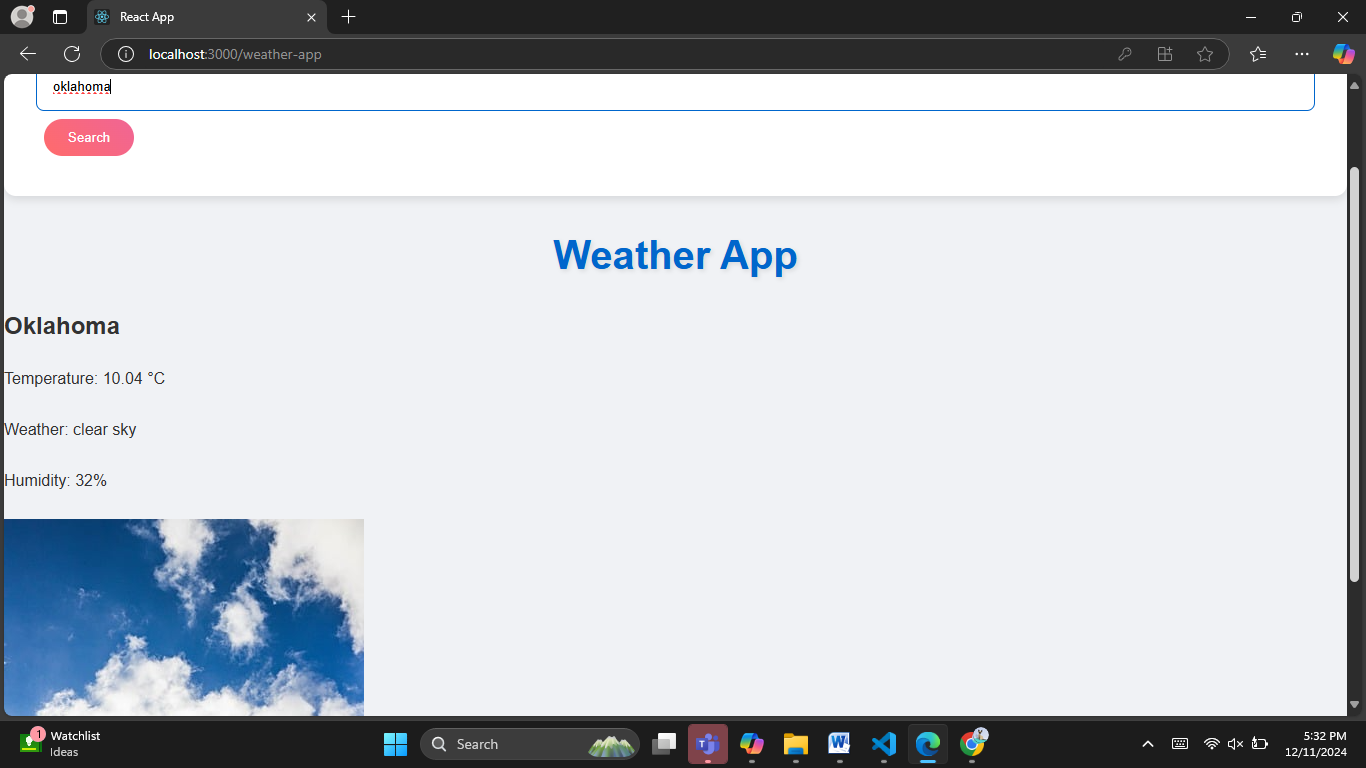 React App
localhost:3000/weather-app
oklahoma
Search
Weather App
Oklahoma
Temperature: 10.04 °C
Weather: clear sky
Humidity: 32%
1
Watchlist
Ideas
Search
5:32 PM
12/11/2024